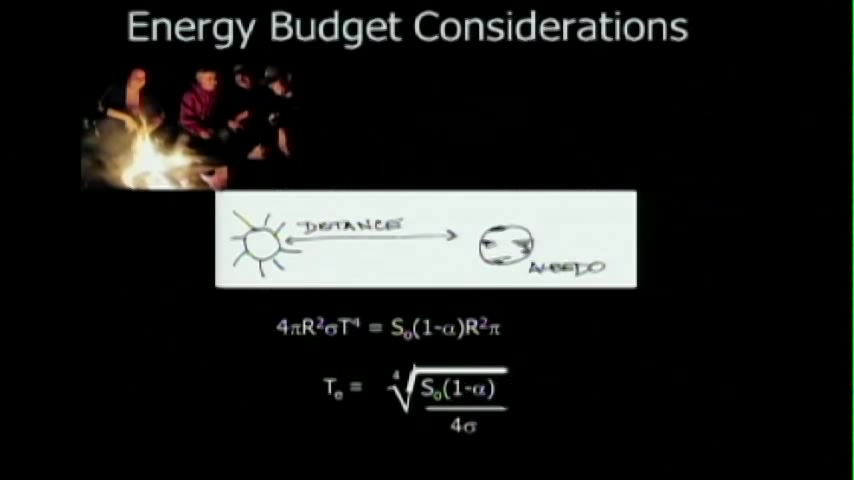 Energy Budget Considerations
DISTANCE
ALBEDO
4πR²σT⁴ = S₀(1-α)R²π
Tₑ = ⁴√S₀(1-α)
4σ